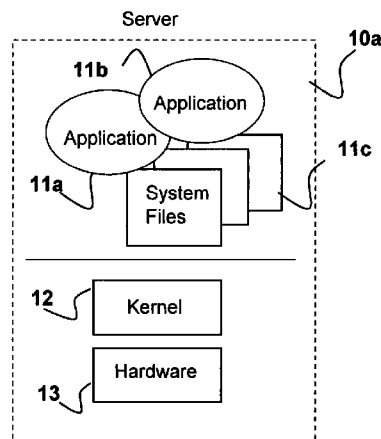 Server
10a
11b
Application
Application
11c
11a
System
Files
12
Kernel
Hardware
13